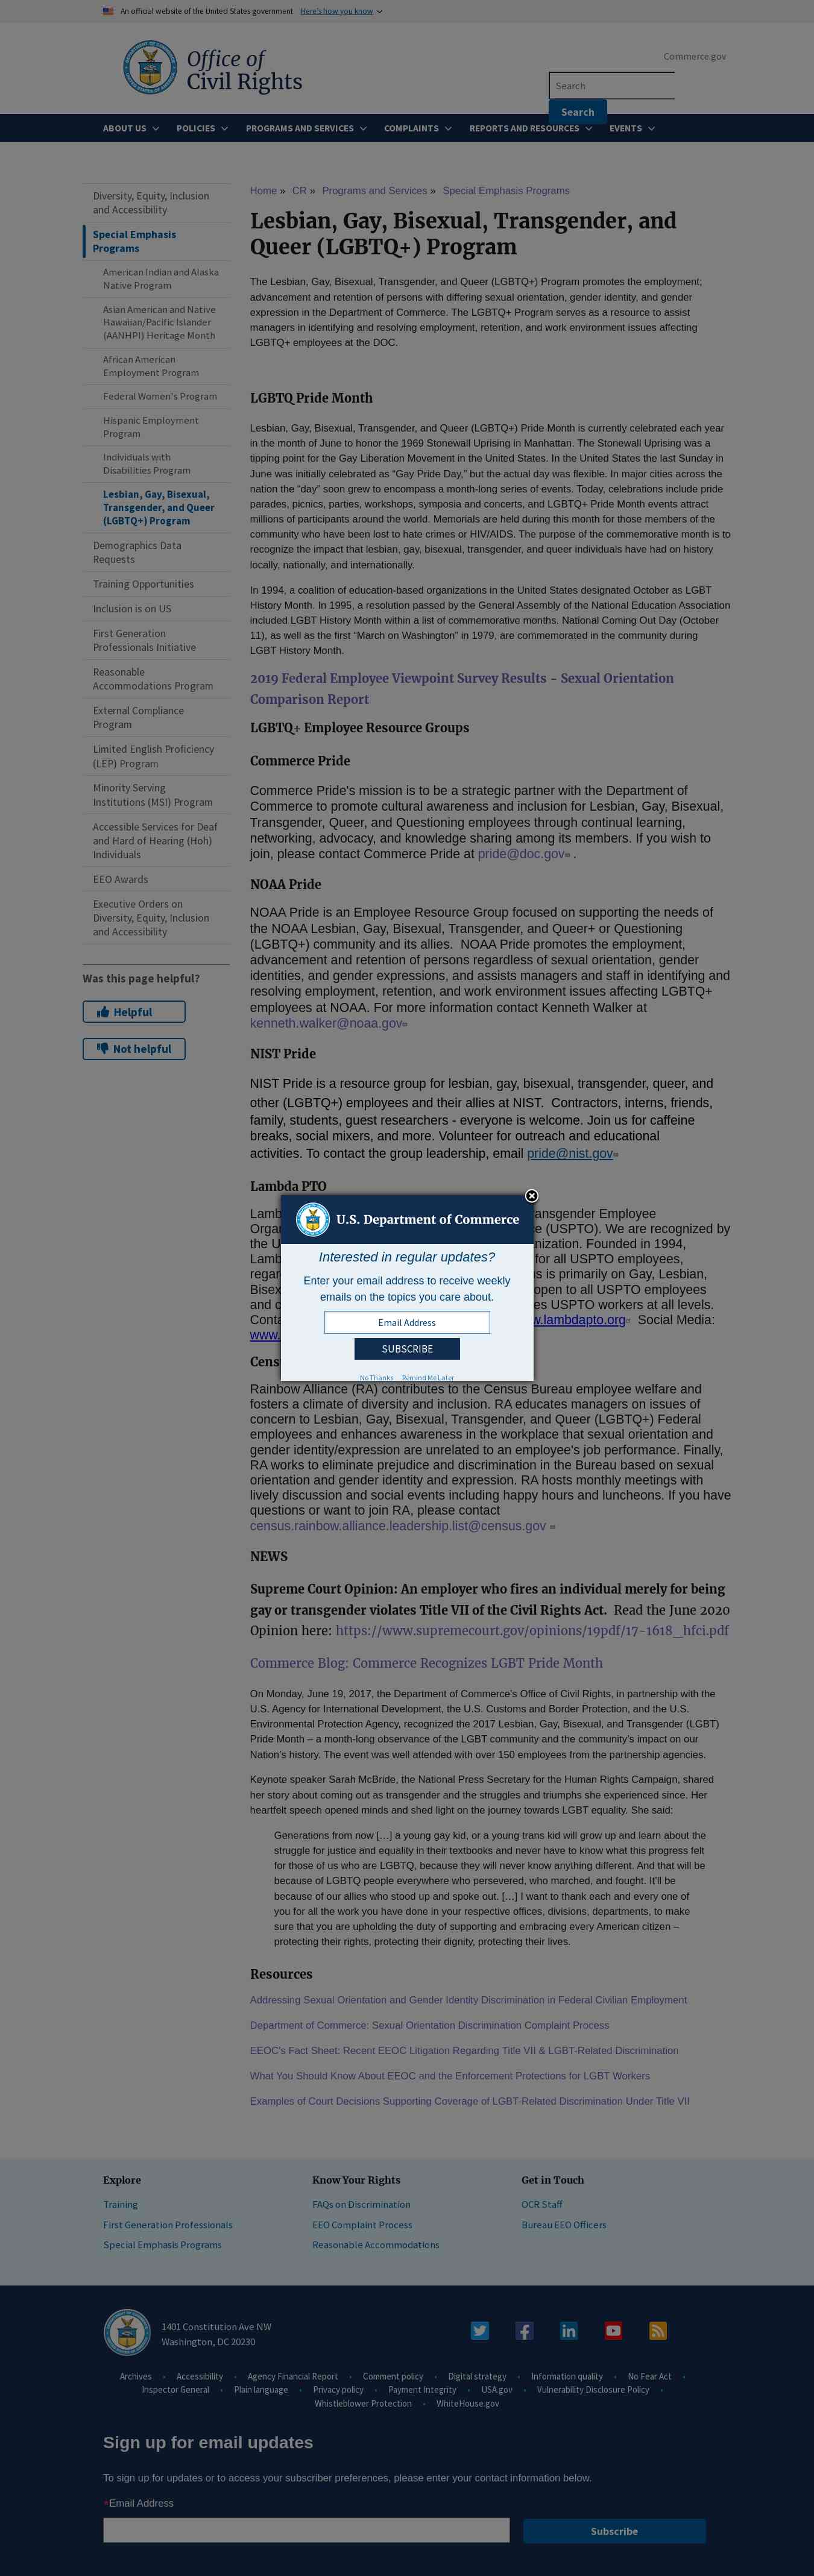 An official website of the United States government Here's how you know
Office of
Civil Rights
Commerce.gov
Search
Search
ABOUT US POLICIES PROGRAMS AND SERVICES COMPLAINTS REPORTS AND RESOURCES EVENTS
Diversity, Equity, Inclusion
and Accessibility
Special Emphasis
Programs
American Indian and Alaska
Native Program
Asian American and Native
Hawaiian/Pacific Islander
(AANHPI) Heritage Month
African American
Employment Program
Federal Women's Program
Hispanic Employment
Program
Individuals with
Disabilities Program
Lesbian, Gay, Bisexual,
Transgender, and Queer
(LGBTQ+) Program
Demographics Data
Requests
Training Opportunities
Inclusion is on US
First Generation
Professionals Initiative
Reasonable
Accommodations Program
External Compliance
Program
Limited English Proficiency
(LEP) Program
Minority Serving
Institutions (MSI) Program
Accessible Services for Deaf
and Hard of Hearing (Hoh)
Individuals
EEO Awards
Executive Orders on
Diversity, Equity, Inclusion
and Accessibility
Was this page helpful?
Helpful
Not helpful
Home » CR » Programs and Services » Special Emphasis Programs
Lesbian, Gay, Bisexual, Transgender, and
Queer (LGBTQ+) Program
The Lesbian, Gay, Bisexual, Transgender, and Queer (LGBTQ+) Program promotes the employment;
advancement and retention of persons with differing sexual orientation, gender identity, and gender
expression in the Department of Commerce. The LGBTQ+ Program serves as a resource to assist
managers in identifying and resolving employment, retention, and work environment issues affecting
LGBTQ+ employees at the DOC.
LGBTQ Pride Month
Lesbian, Gay, Bisexual, Transgender, and Queer (LGBTQ+) Pride Month is currently celebrated each year
in the month of June to honor the 1969 Stonewall Uprising in Manhattan. The Stonewall Uprising was a
tipping point for the Gay Liberation Movement in the United States. In the United States the last Sunday in
June was initially celebrated as "Gay Pride Day," but the actual day was flexible. In major cities across the
nation the "day" soon grew to encompass a month-long series of events. Today, celebrations include pride
parades, picnics, parties, workshops, symposia and concerts, and LGBTQ+ Pride Month events attract
millions of participants around the world. Memorials are held during this month for those members of the
community who have been lost to hate crimes or HIV/AIDS. The purpose of the commemorative month is to
recognize the impact that lesbian, gay, bisexual, transgender, and queer individuals have had on history
locally, nationally, and internationally.
In 1994, a coalition of education-based organizations in the United States designated October as LGBT
History Month. In 1995, a resolution passed by the General Assembly of the National Education Association
included LGBT History Month within a list of commemorative months. National Coming Out Day (October
11), as well as the first "March on Washington" in 1979, are commemorated in the community during
LGBT History Month.
2019 Federal Employee Viewpoint Survey Results - Sexual Orientation
Comparison Report
LGBTQ+ Employee Resource Groups
Commerce Pride
Commerce Pride's mission is to be a strategic partner with the Department of
Commerce to promote cultural awareness and inclusion for Lesbian, Gay, Bisexual,
Transgender, Queer, and Questioning employees through continual learning,
networking, advocacy, and knowledge sharing among its members. If you wish to
join, please contact Commerce Pride at pride@doc.gov .
NOAA Pride
NOAA Pride is an Employee Resource Group focused on supporting the needs of
the NOAA Lesbian, Gay, Bisexual, Transgender, and Queer+ or Questioning
(LGBTQ+) community and its allies. NOAA Pride promotes the employment,
advancement and retention of persons regardless of sexual orientation, gender
identities, and gender expressions, and assists managers and staff in identifying and
resolving employment, retention, and work environment issues affecting LGBTQ+
employees at NOAA. For more information contact Kenneth Walker at
kenneth.walker@noaa.gov
NIST Pride
NIST Pride is a resource group for lesbian, gay, bisexual, transgender, queer, and
other (LGBTQ+) employees and their allies at NIST. Contractors, interns, friends,
family, students, guest researchers - everyone is welcome. Join us for caffeine
breaks, social mixers, and more. Volunteer for outreach and educational
activities. To contact the group leadership, email pride@nist.gov
Lambda PTO
ransgender Employee
Organ e (USPTO). We are recognized by
the U anization. Founded in 1994,
Lamb for all USPTO employees,
regar us is primarily on Gay, Lesbian,
Bisex open to all USPTO employees
and c es USPTO workers at all levels.
Conta w.lambdapto.org Social Media:
www.
Cens
U.S. Department of Commerce
Interested in regular updates?
Enter your email address to receive weekly
emails on the topics you care about.
Email Address
SUBSCRIBE
No Thanks Remind Me Later
Rainbow Alliance (RA) contributes to the Census Bureau employee welfare and
fosters a climate of diversity and inclusion. RA educates managers on issues of
concern to Lesbian, Gay, Bisexual, Transgender, and Queer (LGBTQ+) Federal
employees and enhances awareness in the workplace that sexual orientation and
gender identity/expression are unrelated to an employee's job performance. Finally,
RA works to eliminate prejudice and discrimination in the Bureau based on sexual
orientation and gender identity and expression. RA hosts monthly meetings with
lively discussion and social events including happy hours and luncheons. If you have
questions or want to join RA, please contact
census.rainbow.alliance.leadership.list@census.gov
NEWS
Supreme Court Opinion: An employer who fires an individual merely for being
gay or transgender violates Title VII of the Civil Rights Act. Read the June 2020
Opinion here: https://www.supremecourt.gov/opinions/19pdf/17-1618_hfci.pdf
Commerce Blog: Commerce Recognizes LGBT Pride Month
On Monday, June 19, 2017, the Department of Commerce's Office of Civil Rights, in partnership with the
U.S. Agency for International Development, the U.S. Customs and Border Protection, and the U.S.
Environmental Protection Agency, recognized the 2017 Lesbian, Gay, Bisexual, and Transgender (LGBT)
Pride Month – a month-long observance of the LGBT community and the community's impact on our
Nation's history. The event was well attended with over 150 employees from the partnership agencies.
Keynote speaker Sarah McBride, the National Press Secretary for the Human Rights Campaign, shared
her story about coming out as transgender and the struggles and triumphs she experienced since. Her
heartfelt speech opened minds and shed light on the journey towards LGBT equality. She said:
Generations from now […] a young gay kid, or a young trans kid will grow up and learn about the
struggle for justice and equality in their textbooks and never have to know what this progress felt
for those of us who are LGBTQ, because they will never know anything different. And that will be
because of LGBTQ people everywhere who persevered, who marched, and fought. It'll be
because of our allies who stood up and spoke out. […] I want to thank each and every one of
you for all the work you have done in your respective offices, divisions, departments, to make
sure that you are upholding the duty of supporting and embracing every American citizen –
protecting their rights, protecting their dignity, protecting their lives.
Resources
Addressing Sexual Orientation and Gender Identity Discrimination in Federal Civilian Employment
Department of Commerce: Sexual Orientation Discrimination Complaint Process
EEOC's Fact Sheet: Recent EEOC Litigation Regarding Title VII & LGBT-Related Discrimination
What You Should Know About EEOC and the Enforcement Protections for LGBT Workers
Examples of Court Decisions Supporting Coverage of LGBT-Related Discrimination Under Title VII
Explore
Training
First Generation Professionals
Special Emphasis Programs
Know Your Rights
FAQs on Discrimination
EEO Complaint Process
Reasonable Accommodations
Get in Touch
OCR Staff
Bureau EEO Officers
1401 Constitution Ave NW
Washington, DC 20230
Archives • Accessibility • Agency Financial Report • Comment policy • Digital strategy • Information quality • No Fear Act •
Inspector General • Plain language • Privacy policy • Payment Integrity • USA.gov • Vulnerability Disclosure Policy •
Whistleblower Protection • WhiteHouse.gov
Sign up for email updates
To sign up for updates or to access your subscriber preferences, please enter your contact information below.
*Email Address
Subscribe